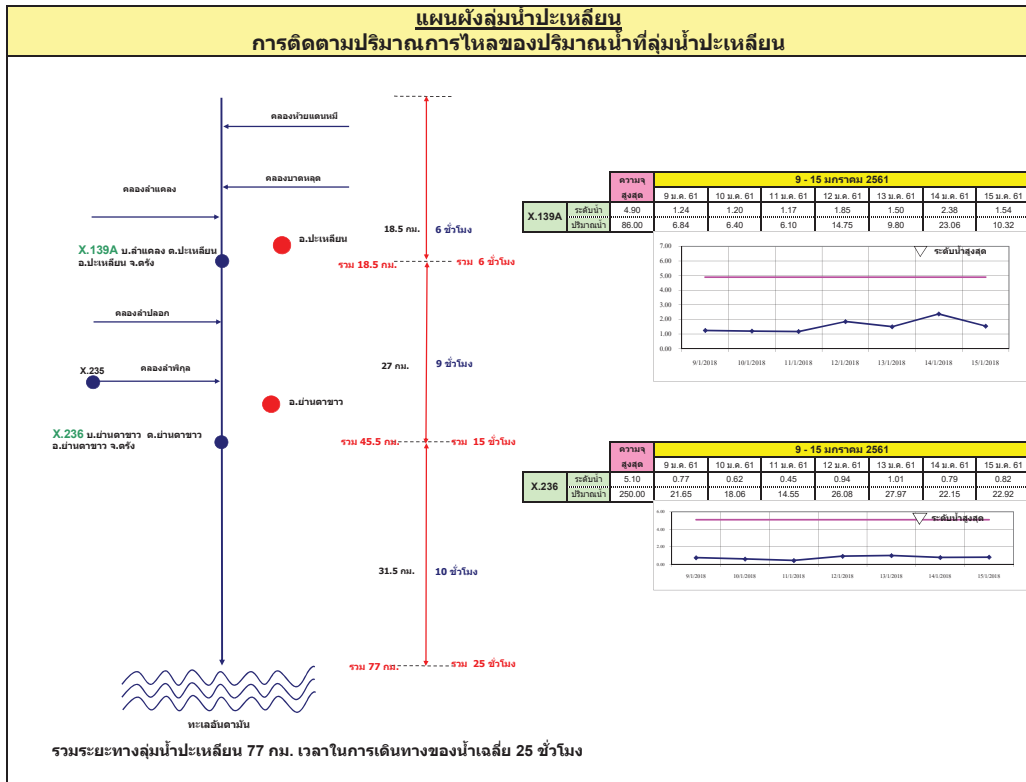 แผนผังลุ่มน้ำปะเหลียน
การติดตามปริมาณการไหลของปริมาณน้ำที่ลุ่มน้ำปะเหลียน
คลองห้วยแดนหมี
คลองบาตหลุด
คลองลำแคลง
18.5 กม.
6 ชั่วโมง
อ.ปะเหลียน
X.139A บ.ลำแคลง ต.ปะเหลียน
อ.ปะเหลียน จ.ตรัง
รวม 18.5 กม.
รวม 6 ชั่วโมง
คลองลำปลอก
27 กม.
9 ชั่วโมง
X.235
คลองลำพิกุล
อ.ย่านตาขาว
X.236 บ.ย่านตาขาว ต.ย่านตาขาว
อ.ย่านตาขาว จ.ตรัง
รวม 45.5 กม.
รวม 15 ชั่วโมง
31.5 กม.
10 ชั่วโมง
รวม 77 กม.
รวม 25 ชั่วโมง
ทะเลอันดามัน
รวมระยะทางลุ่มน้ำปะเหลียน 77 กม. เวลาในการเดินทางของน้ำเฉลี่ย 25 ชั่วโมง
ความจุ 9 - 15 มกราคม 2561
สูงสุด 9 ม.ค. 61 10 ม.ค. 61 11 ม.ค. 61 12 ม.ค. 61 13 ม.ค. 61 14 ม.ค. 61 15 ม.ค. 61
X.139A
ระดับน้ำ 4.90 1.24 1.20 1.17 1.85 1.50 2.38 1.54
ปริมาณน้ำ 86.00 6.84 6.40 6.10 14.75 9.80 23.06 10.32
7.00
6.00
5.00
4.00
3.00
2.00
1.00
0.00
ระดับน้ำสูงสุด
9/1/2018 10/1/2018 11/1/2018 12/1/2018 13/1/2018 14/1/2018 15/1/2018
ความจุ 9 - 15 มกราคม 2561
สูงสุด 9 ม.ค. 61 10 ม.ค. 61 11 ม.ค. 61 12 ม.ค. 61 13 ม.ค. 61 14 ม.ค. 61 15 ม.ค. 61
X.236
ระดับน้ำ 5.10 0.77 0.62 0.45 0.94 1.01 0.79 0.82
ปริมาณน้ำ 250.00 21.65 18.06 14.55 26.08 27.97 22.15 22.92
6.00
4.00
2.00
0.00
ระดับน้ำสูงสุด
9/1/2018 10/1/2018 11/1/2018 12/1/2018 13/1/2018 14/1/2018 15/1/2018